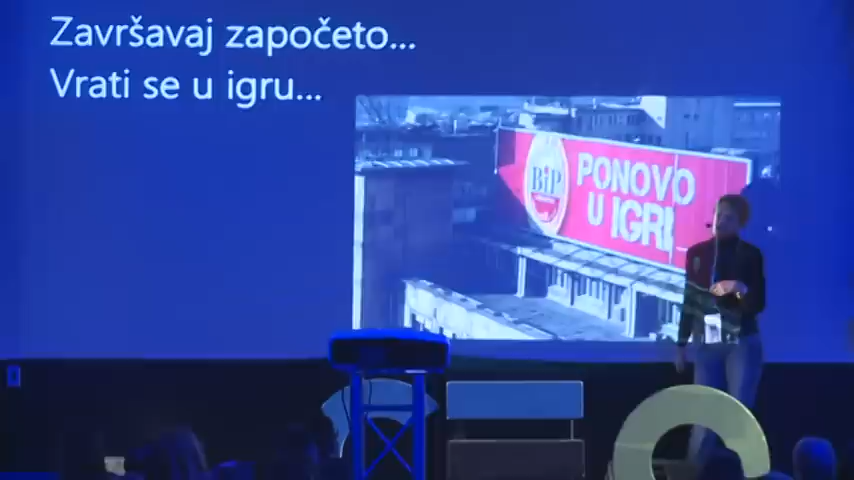 Završavaj započeto...
Vrati se u igru...
BiP
PONOVO
U IGRI